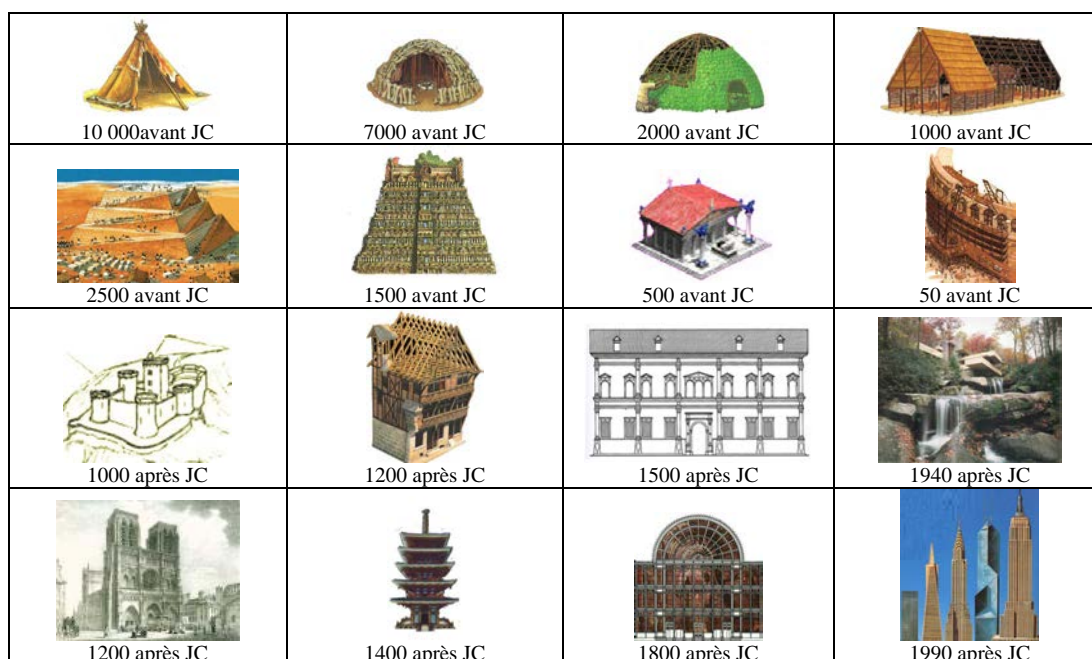 10 000avant JC
7000 avant JC
2000 avant JC
1000 avant JC
2500 avant JC
1500 avant JC
500 avant JC
50 avant JC
1000 après JC
1200 après JC
1500 après JC
1940 après JC
1200 après JC
1400 après JC
1800 après JC
1990 après JC